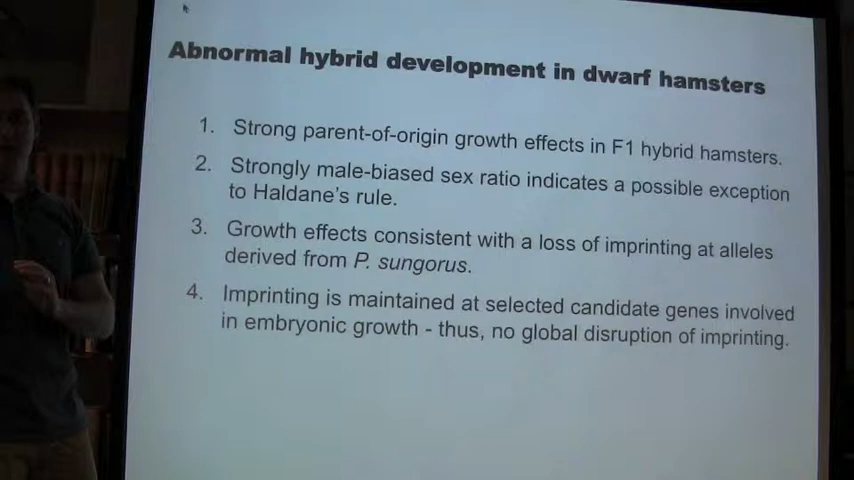 Abnormal hybrid development in dwarf hamsters
1. Strong parent-of-origin growth effects in F1 hybrid hamsters.
2. Strongly male-biased sex ratio indicates a possible exception
to Haldane's rule.
3. Growth effects consistent with a loss of imprinting at alleles
derived from P. sungorus.
4. Imprinting is maintained at selected candidate genes involved
in embryonic growth - thus, no global disruption of imprinting.